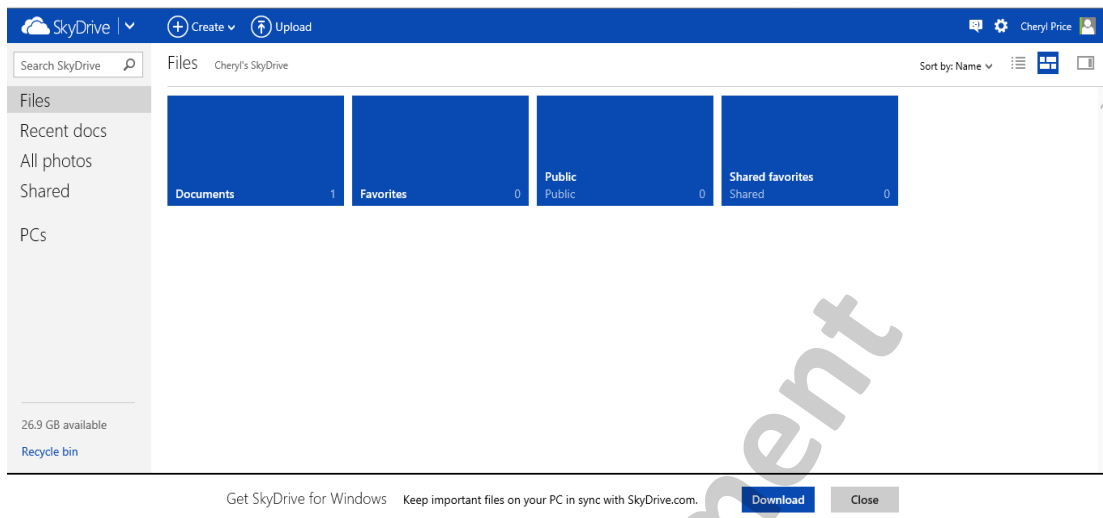 SkyDrive
Create
Upload
Cheryl Price
Search SkyDrive
Files Cheryl's SkyDrive
Sort by: Name
Files
Recent docs
All photos
Shared
PCs
Documents 1
Favorites 0
Public
Public 0
Shared favorites
Shared 0
26.9 GB available
Recycle bin
Get SkyDrive for Windows Keep important files on your PC in sync with SkyDrive.com. Download Close
ment